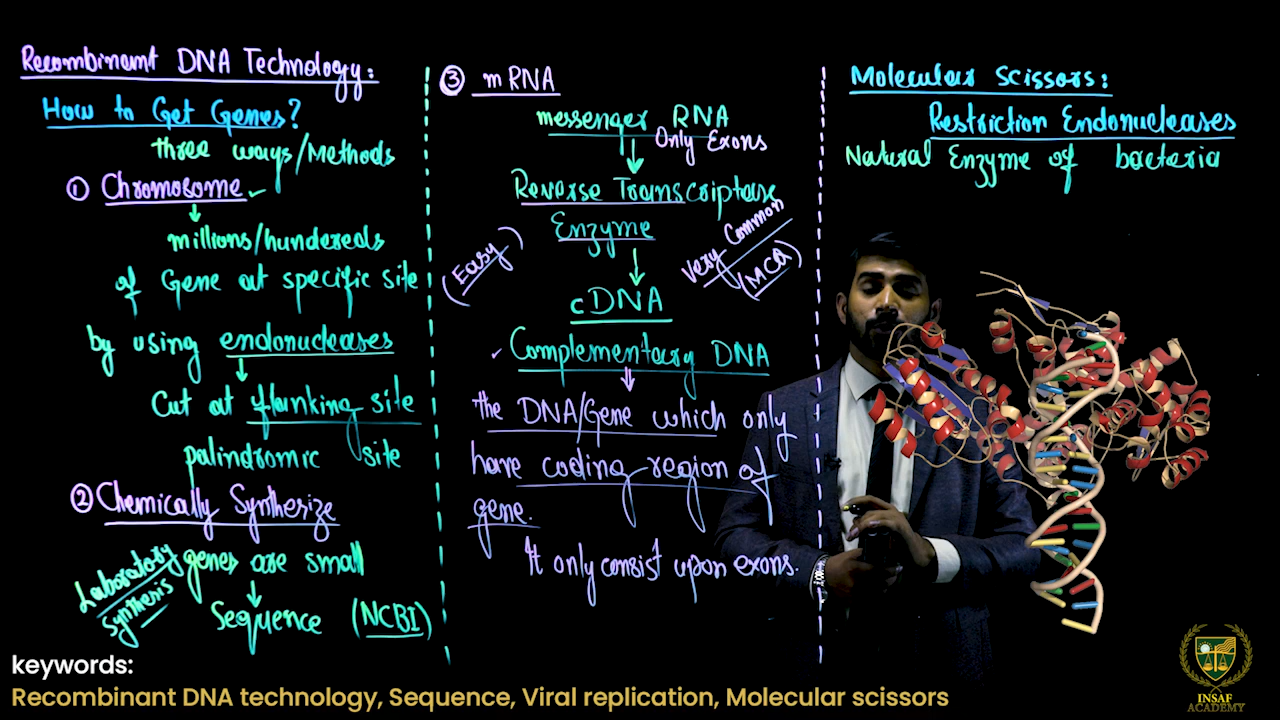 Recombinant DNA Technology:
How to Get Genes?
three ways/Methods
① Chromosome
millions/hundereds
of Gene at specific site
by using endonucleases
Cut at flanking site
palindromic site
② Chemically Synthesize
Laboratory Synthesis
genes are small
Sequence (NCBI)
③ mRNA
messenger RNA
Only Exons
Reverse Transcriptase
Enzyme
(Easy)
Very Common
(MCQ)
cDNA
Complementary DNA
the DNA/Gene which only
have coding region of
gene.
It only consist upon exons.
Molecular Scissors:
Restriction Endonucleases
Natural Enzyme of bacteria
keywords:
Recombinant DNA technology, Sequence, Viral replication, Molecular scissors
INSAF
ACADEMY